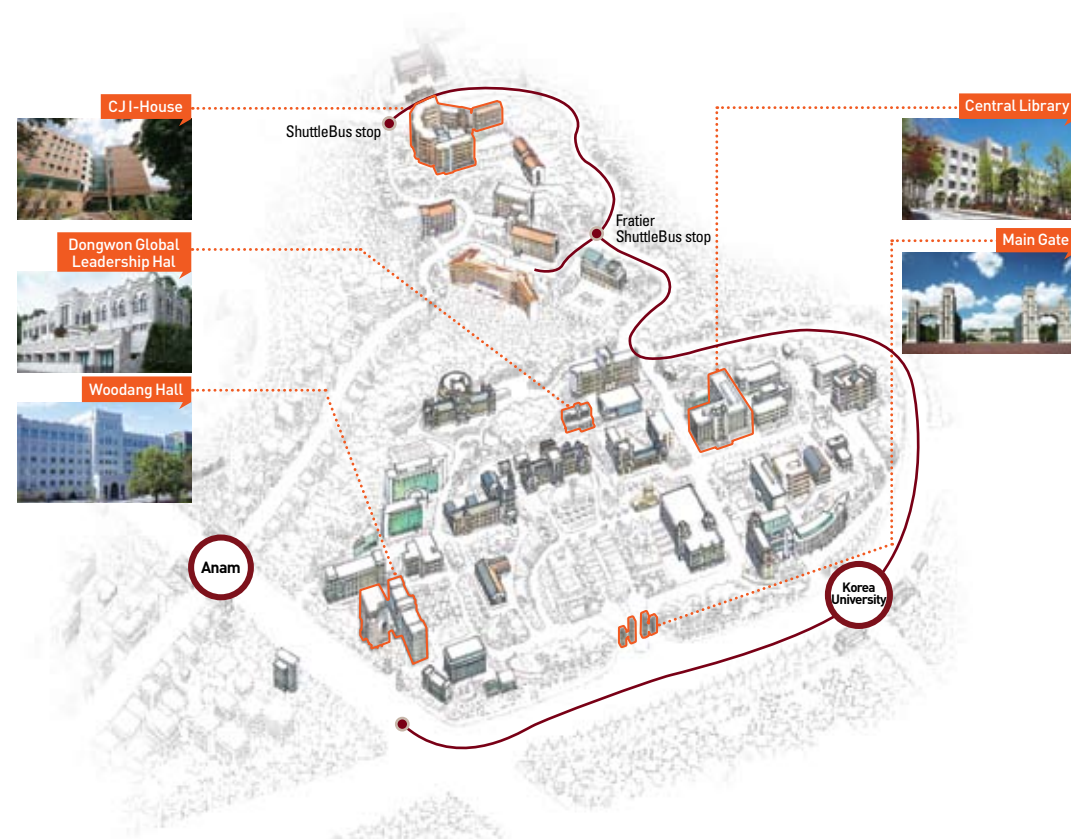 CJ I-House
ShuttleBus stop
Central Library
Fratier
ShuttleBus stop
Main Gate
Dongwon Global
Leadership Hal
Woodang Hall
Anam
Korea
University